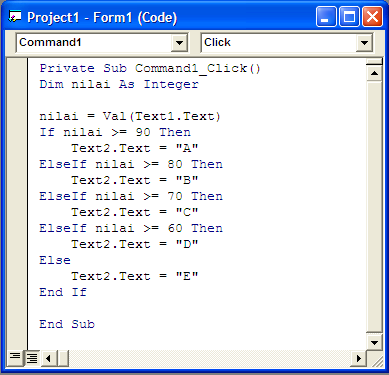 Project1 - Form1 (Code)
Command1 Click
Private Sub Command1_Click()
Dim nilai As Integer
nilai = Val(Text1.Text)
If nilai >= 90 Then
Text2.Text = "A"
ElseIf nilai >= 80 Then
Text2.Text = "B"
ElseIf nilai >= 70 Then
Text2.Text = "C"
ElseIf nilai >= 60 Then
Text2.Text = "D"
Else
Text2.Text = "E"
End If
End Sub